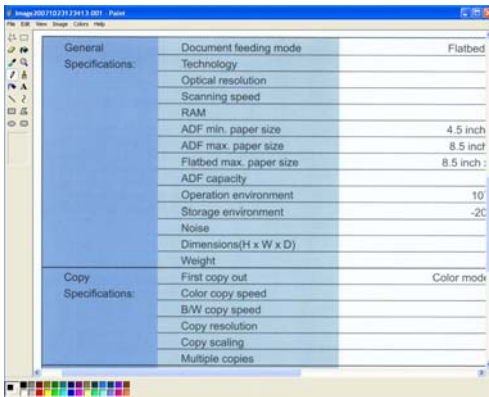 Image20071023123413 001 - Paint
File Edit View Image Colors Help
General Document feeding mode Flatbed
Specifications: Technology
Optical resolution
Scanning speed
RAM
ADF min. paper size 4.5 inch
ADF max. paper size 8.5 inch
Flatbed max. paper size 8.5 inch
ADF capacity
Operation environment 10
Storage environment -20
Noise
Dimensions(H x W x D)
Weight
Copy First copy out Color mode
Specifications: Color copy speed
B/W copy speed
Copy resolution
Copy scaling
Multiple copies